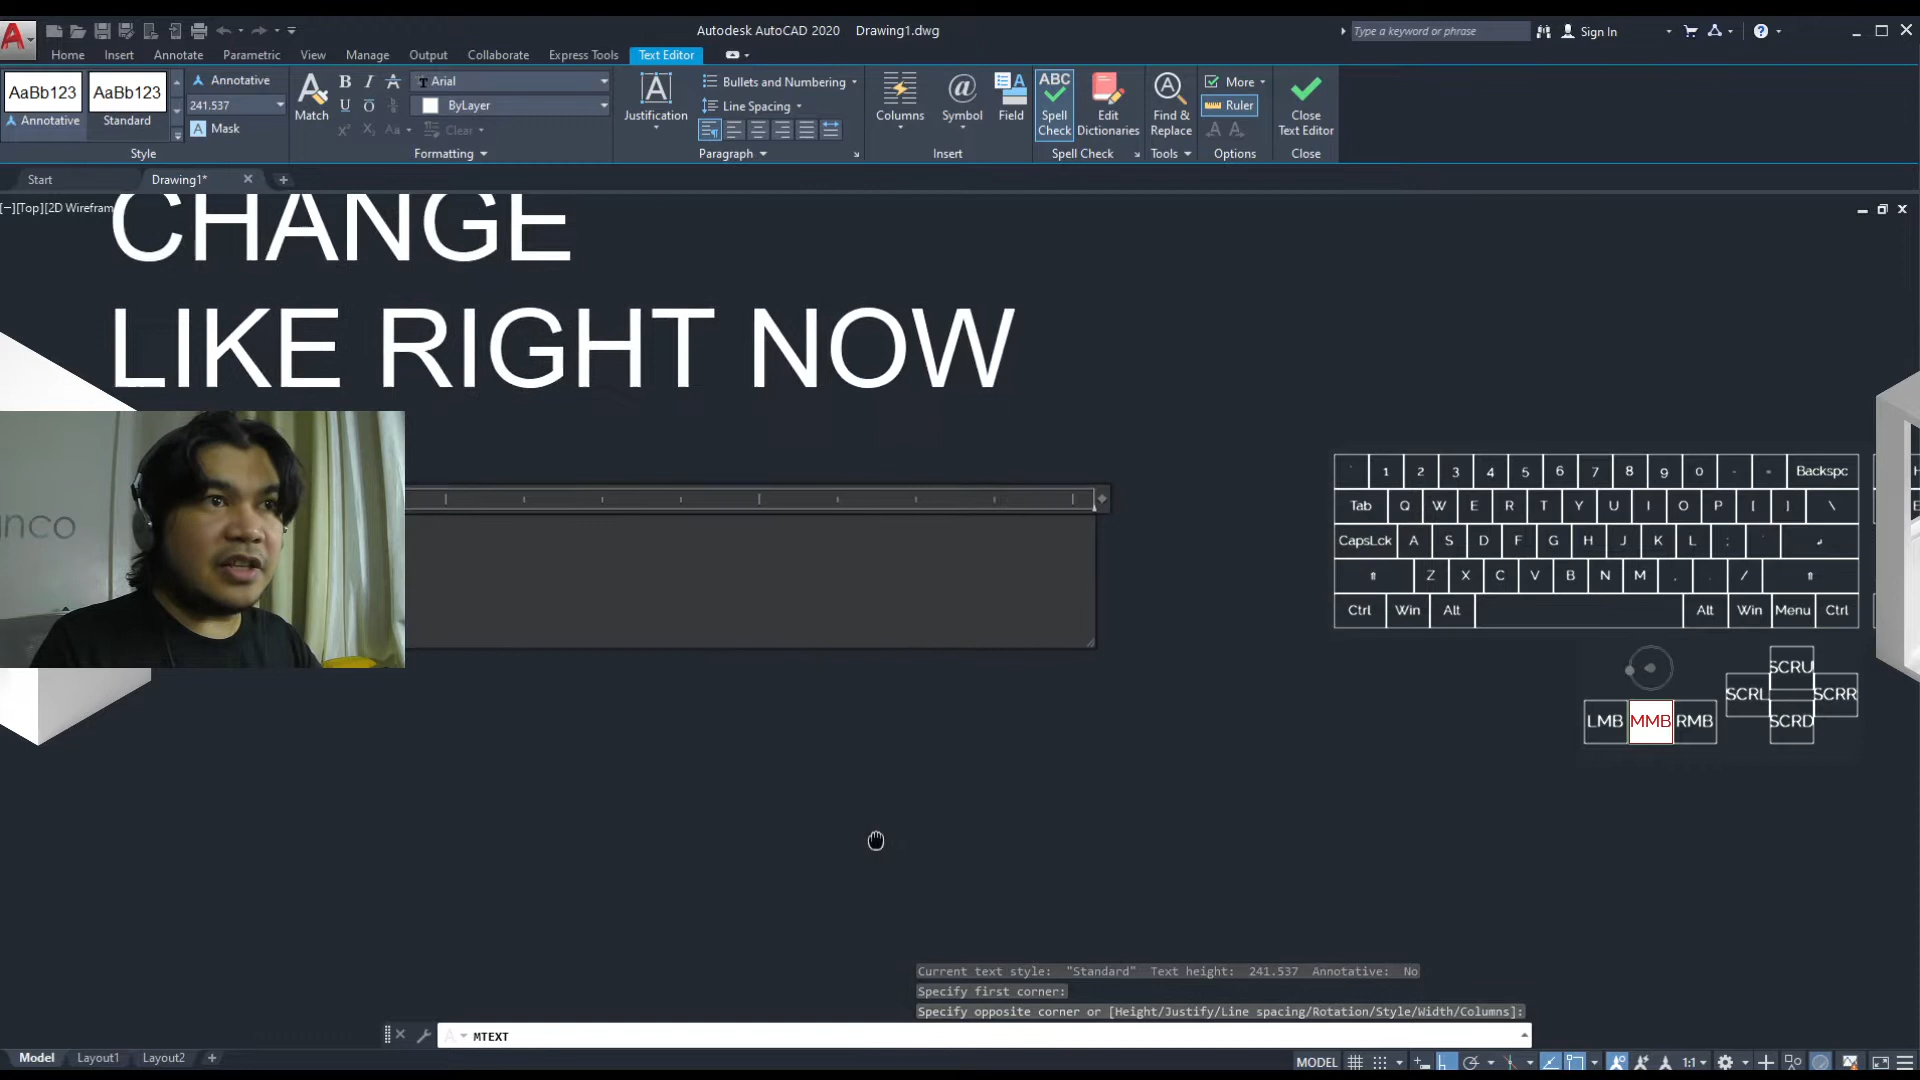 Autodesk AutoCAD 2020 Drawing1.dwg
Type a keyword or phrase
Sign In
Home Insert Annotate Parametric View Manage Output Collaborate Express Tools Text Editor
AaBb123 AaBb123
Annotative
Standard
Annotative
241.537
Mask
Style
Match
Arial
ByLayer
Clear
Formatting
Justification
Bullets and Numbering
Line Spacing
Paragraph
Columns
Symbol
Field
Insert
ABC
Spell
Check
Edit
Dictionaries
Spell Check
Find &
Replace
Tools
More
Ruler
Options
Close
Text Editor
Close
Start
Drawing1*
[−][Top][2D Wirefram
CHANGE
LIKE RIGHT NOW
nco
` 1 2 3 4 5 6 7 8 9 0 - = Backspc
Tab Q W E R T Y U I O P [ ] \
CapsLck A S D F G H J K L ;
Z X C V B N M , . /
Ctrl Win Alt Alt Win Menu Ctrl
SCRU
SCRL SCRR
LMB MMB RMB SCRD
Current text style: "Standard" Text height: 241.537 Annotative: No
Specify first corner:
Specify opposite corner or [Height/Justify/Line spacing/Rotation/Style/Width/Columns]:
MTEXT
Model Layout1 Layout2
MODEL
1:1